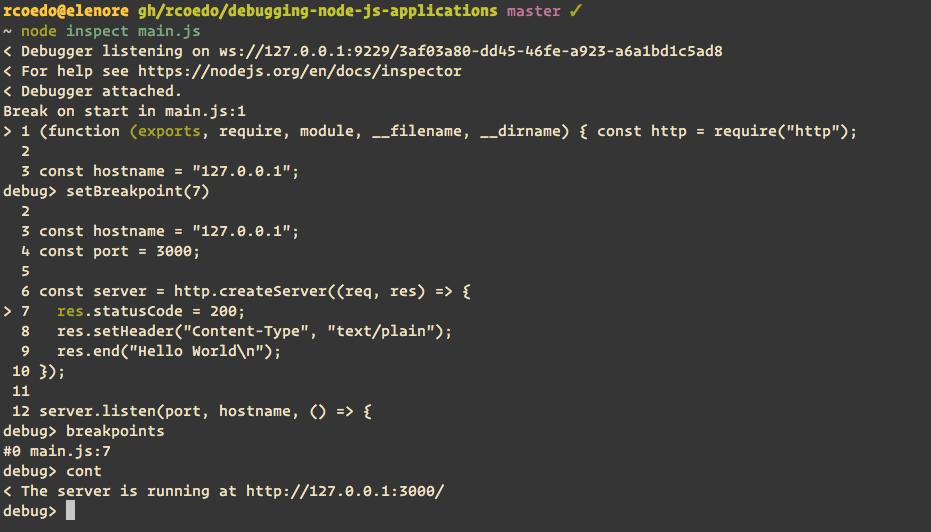 rcoedo@elenore gh/rcoedo/debugging-node-js-applications master ✓
~ node inspect main.js
< Debugger listening on ws://127.0.0.1:9229/3af03a80-dd45-46fe-a923-a6a1bd1c5ad8
< For help see https://nodejs.org/en/docs/inspector
< Debugger attached.
Break on start in main.js:1
> 1 (function (exports, require, module, __filename, __dirname) { const http = require("http");
  2
  3 const hostname = "127.0.0.1";
debug> setBreakpoint(7)
  2
  3 const hostname = "127.0.0.1";
  4 const port = 3000;
  5
  6 const server = http.createServer((req, res) => {
> 7   res.statusCode = 200;
  8   res.setHeader("Content-Type", "text/plain");
  9   res.end("Hello World\n");
 10 });
 11
 12 server.listen(port, hostname, () => {
debug> breakpoints
#0 main.js:7
debug> cont
< The server is running at http://127.0.0.1:3000/
debug>